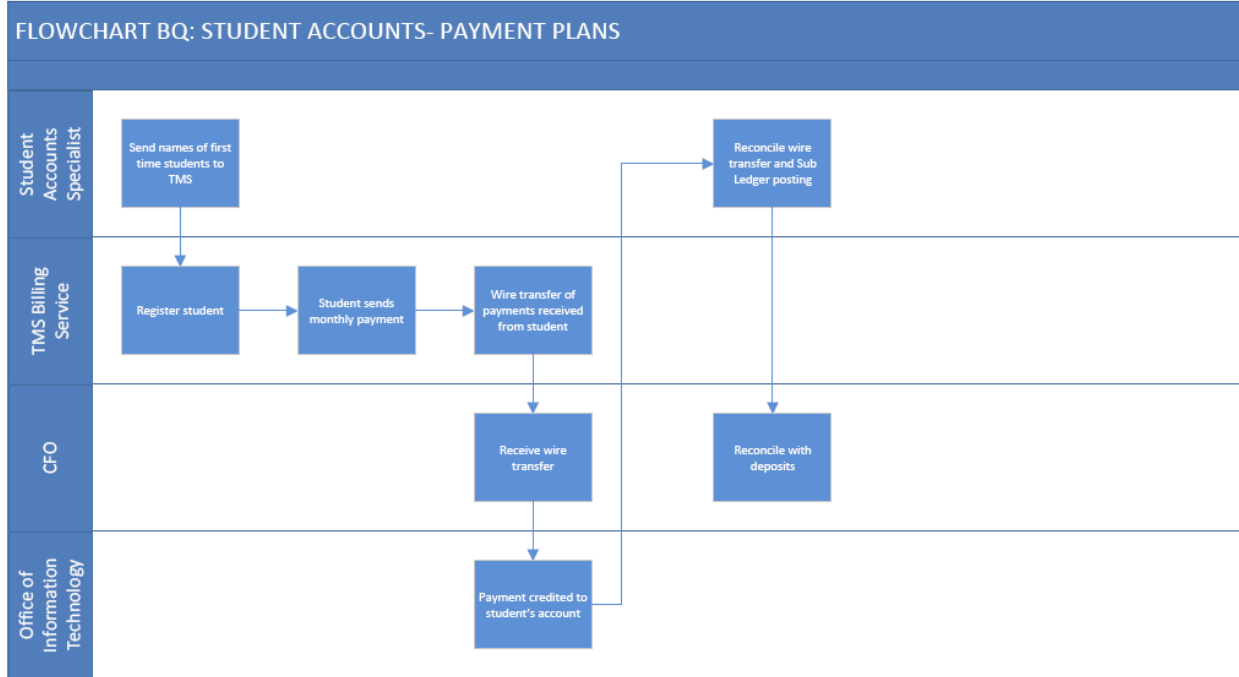 FLOWCHART BQ: STUDENT ACCOUNTS- PAYMENT PLANS
Student
Accounts
Specialist
Send names of first
time students to
TMS
Reconcile wire
transfer and Sub
Ledger posting
TMS Billing
Service
Register student
Student sends
monthly payment
Wire transfer of
payments received
from student
CFO
Receive wire
transfer
Reconcile with
deposits
Office of
Information
Technology
Payment credited to
student's account